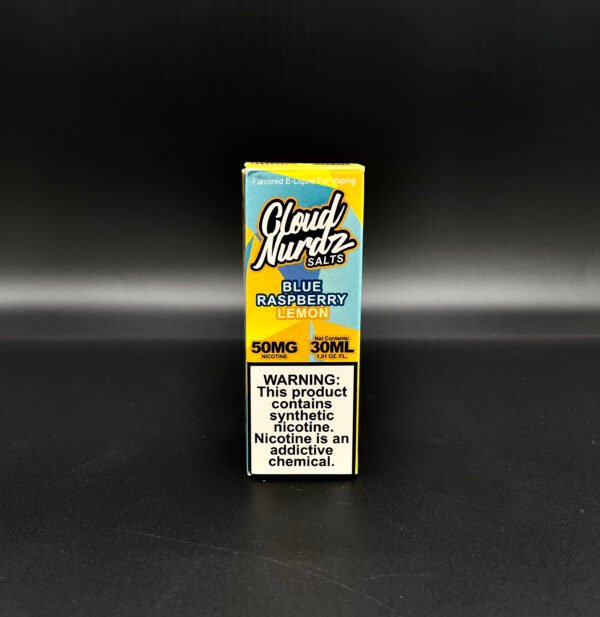 Flavored E-Liquid For Vaping
Cloud
Nurdz
SALTS
BLUE
RASPBERRY
LEMON
50MG
NICOTINE
Net Contents:
30ML
1.01 OZ. FL.
WARNING:
This product
contains
synthetic
nicotine.
Nicotine is an
addictive
chemical.